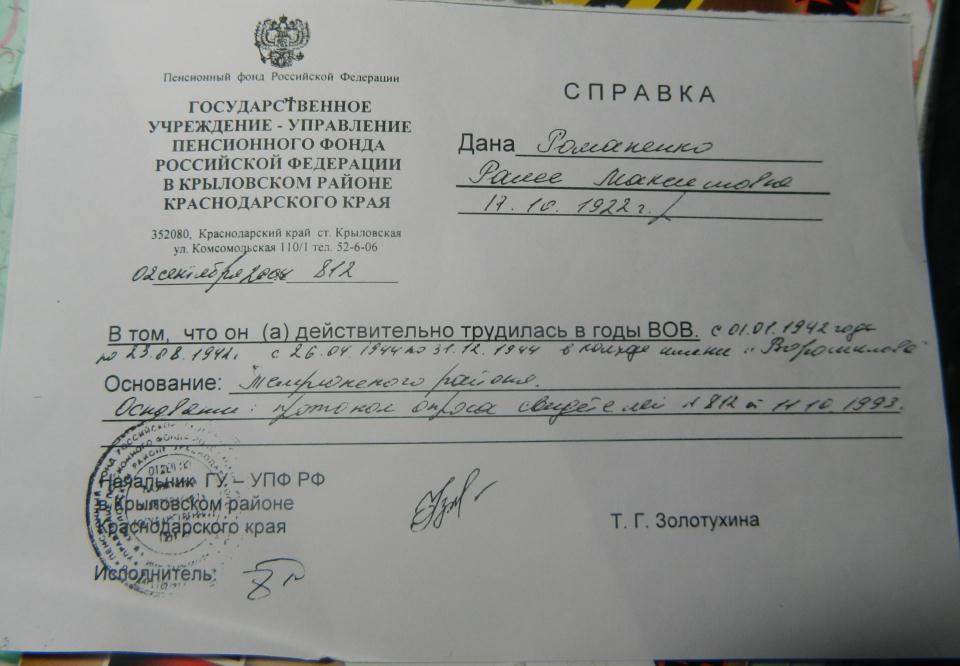 Пенсионный фонд Российской Федерации
ГОСУДАРСТВЕННОЕ
УЧРЕЖДЕНИЕ - УПРАВЛЕНИЕ
ПЕНСИОННОГО ФОНДА
РОССИЙСКОЙ ФЕДЕРАЦИИ
В КРЫЛОВСКОМ РАЙОНЕ
КРАСНОДАРСКОГО КРАЯ
352080, Краснодарский край ст. Крыловская
ул. Комсомольская 110/1 тел. 52-6-06
02 сентября 812
СПРАВКА
Дана Романенко
Раисе Максимовне
17.10.1922 г.
В том, что он (а) действительно трудилась в годы ВОВ. с 01.01.1942 года
по 23.08.1942г. с 26.04.1944 по 31.12.1944 в колхозе имени "Ворошилова"
Основание: Темрюкского района.
Основание: протокол опроса свидетелей № 812 от 11.10.1993.
Начальник ГУ – УПФ РФ
в Крыловском районе
Краснодарского края
Т. Г. Золотухина
Исполнитель: